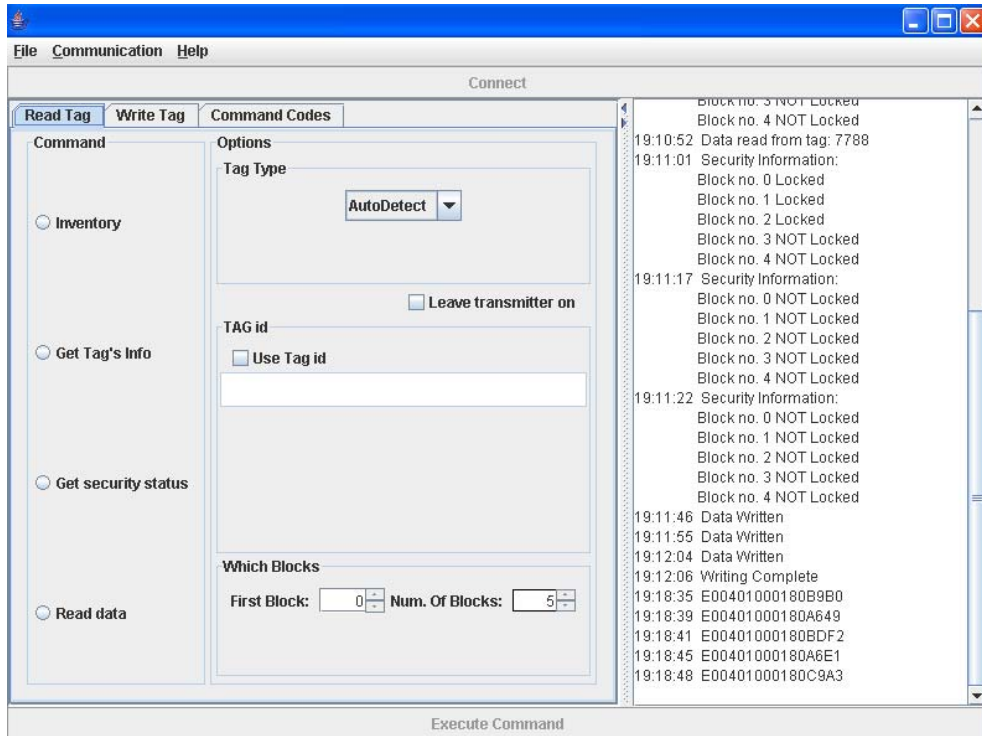 File Communication Help
Connect
Read Tag Write Tag Command Codes
Command
Inventory
Get Tag's Info
Get security status
Read data
Options
Tag Type
AutoDetect
Leave transmitter on
TAG id
Use Tag id
Which Blocks
First Block: 0 Num. Of Blocks: 5
Block no. 3 NOT Locked
Block no. 4 NOT Locked
19:10:52 Data read from tag: 7788
19:11:01 Security Information:
Block no. 0 Locked
Block no. 1 Locked
Block no. 2 Locked
Block no. 3 NOT Locked
Block no. 4 NOT Locked
19:11:17 Security Information:
Block no. 0 NOT Locked
Block no. 1 NOT Locked
Block no. 2 NOT Locked
Block no. 3 NOT Locked
Block no. 4 NOT Locked
19:11:22 Security Information:
Block no. 0 NOT Locked
Block no. 1 NOT Locked
Block no. 2 NOT Locked
Block no. 3 NOT Locked
Block no. 4 NOT Locked
19:11:46 Data Written
19:11:55 Data Written
19:12:04 Data Written
19:12:06 Writing Complete
19:18:35 E00401000180B9B0
19:18:39 E00401000180A649
19:18:41 E00401000180BDF2
19:18:45 E00401000180A6E1
19:18:48 E00401000180C9A3
Execute Command